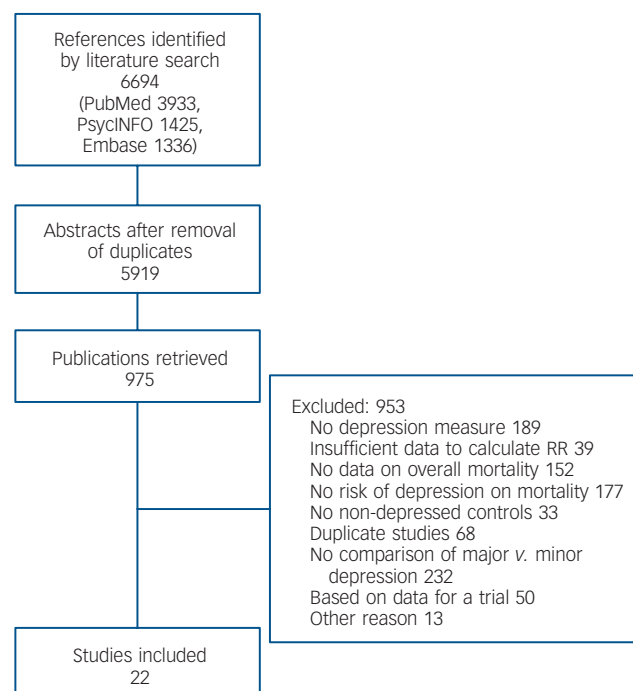 References identified
by literature search
6694
(PubMed 3933,
PsycINFO 1425,
Embase 1336)
Abstracts after removal
of duplicates
5919
Publications retrieved
975
Excluded: 953
No depression measure 189
Insufficient data to calculate RR 39
No data on overall mortality 152
No risk of depression on mortality 177
No non-depressed controls 33
Duplicate studies 68
No comparison of major v. minor
depression 232
Based on data for a trial 50
Other reason 13
Studies included
22